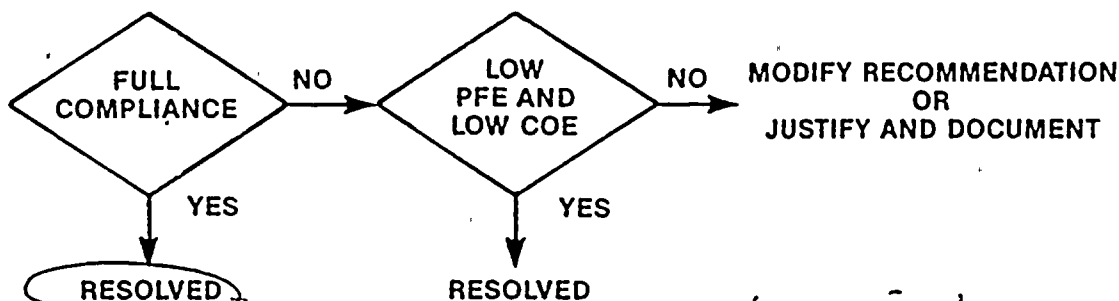 FULL
COMPLIANCE
NO
LOW
PFE AND
LOW COE
NO
MODIFY RECOMMENDATION
OR
JUSTIFY AND DOCUMENT
YES
YES
RESOLVED
RESOLVED